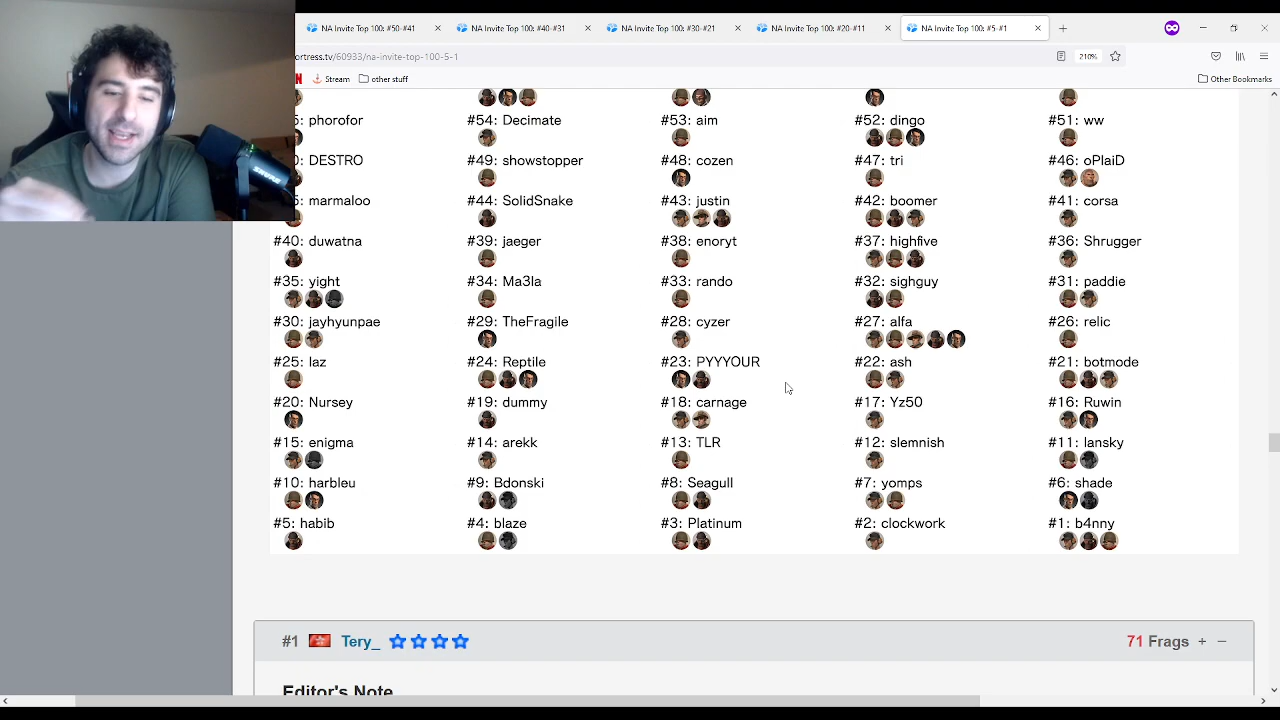 NA Invite Top 100: #50-#41
NA Invite Top 100: #40-#31
NA Invite Top 100: #30-#21
NA Invite Top 100: #20-#11
NA Invite Top 100: #5-#1
ortress.tv/60933/na-invite-top-100-5-1
210%
N Stream other stuff Other Bookmarks
5: phorofor #54: Decimate #53: aim #52: dingo #51: ww
0: DESTRO #49: showstopper #48: cozen #47: tri #46: oPlaiD
5: marmaloo #44: SolidSnake #43: justin #42: boomer #41: corsa
#40: duwatna #39: jaeger #38: enoryt #37: highfive #36: Shrugger
#35: yight #34: Ma3la #33: rando #32: sighguy #31: paddie
#30: jayhyunpae #29: TheFragile #28: cyzer #27: alfa #26: relic
#25: laz #24: Reptile #23: PYYYOUR #22: ash #21: botmode
#20: Nursey #19: dummy #18: carnage #17: Yz50 #16: Ruwin
#15: enigma #14: arekk #13: TLR #12: slemnish #11: lansky
#10: harbleu #9: Bdonski #8: Seagull #7: yomps #6: shade
#5: habib #4: blaze #3: Platinum #2: clockwork #1: b4nny
#1 Tery_ 71 Frags + −
Editor's Note
SHURE